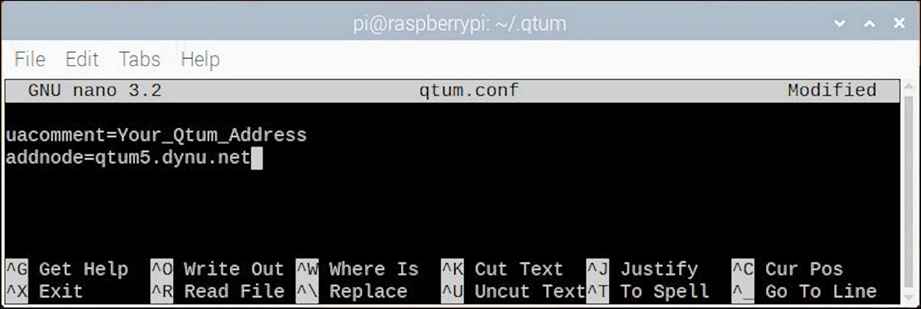 pi@raspberrypi: ~/.qtum
File Edit Tabs Help
GNU nano 3.2 qtum.conf Modified
uacomment=Your_Qtum_Address
addnode=qtum5.dynu.net
^G Get Help ^O Write Out ^W Where Is ^K Cut Text ^J Justify ^C Cur Pos
^X Exit ^R Read File ^\ Replace ^U Uncut Text^T To Spell ^_ Go To Line